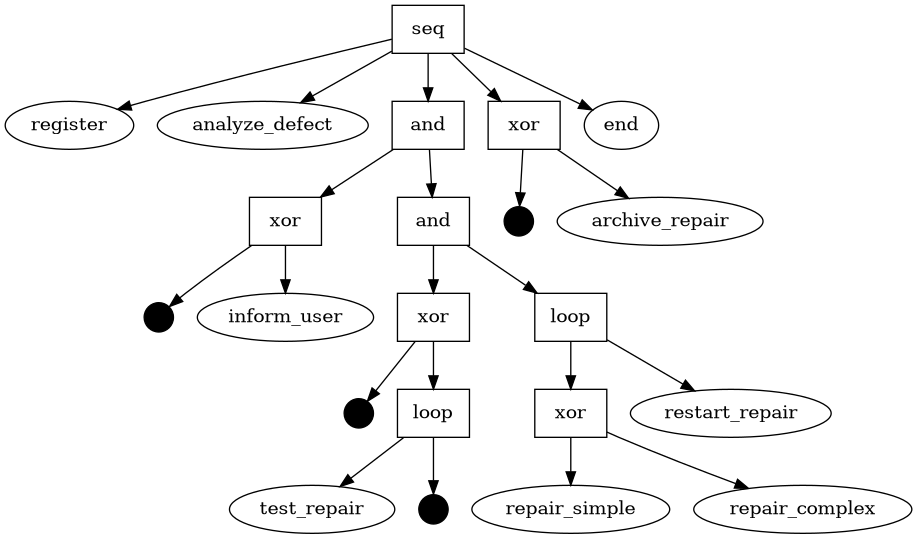 seq
register
analyze_defect
and
xor
end
xor
and
archive_repair
inform_user
xor
loop
loop
xor
restart_repair
test_repair
repair_simple
repair_complex